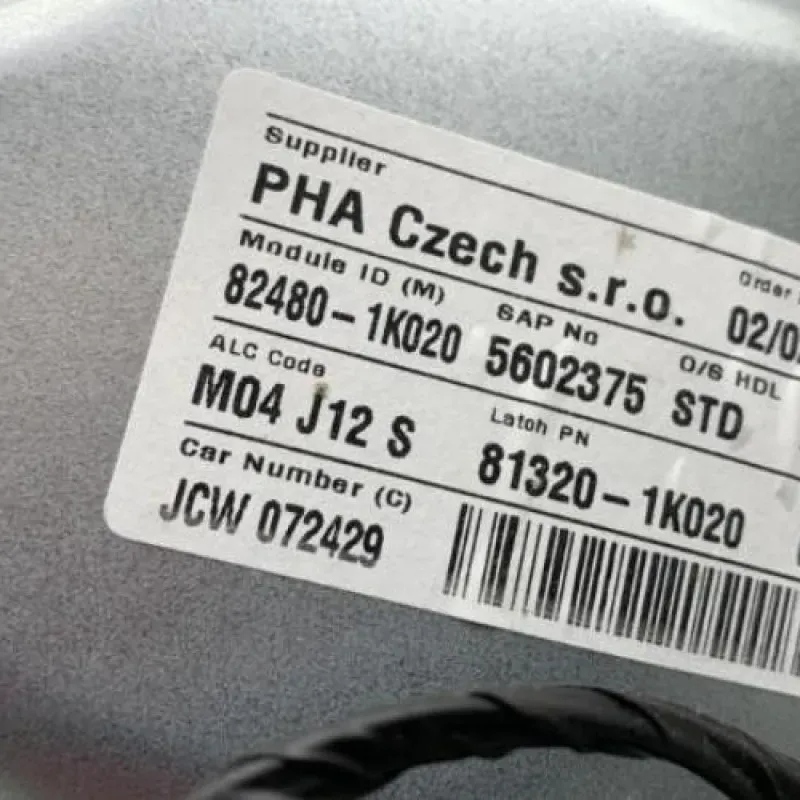 Supplier
PHA Czech s.r.o.
Order
Module ID (M) SAP No O/S HDL
82480-1K020 5602375 STD
ALC Code Latch PN
M04 J12 S 81320-1K020
Car Number (C)
JCW 072429